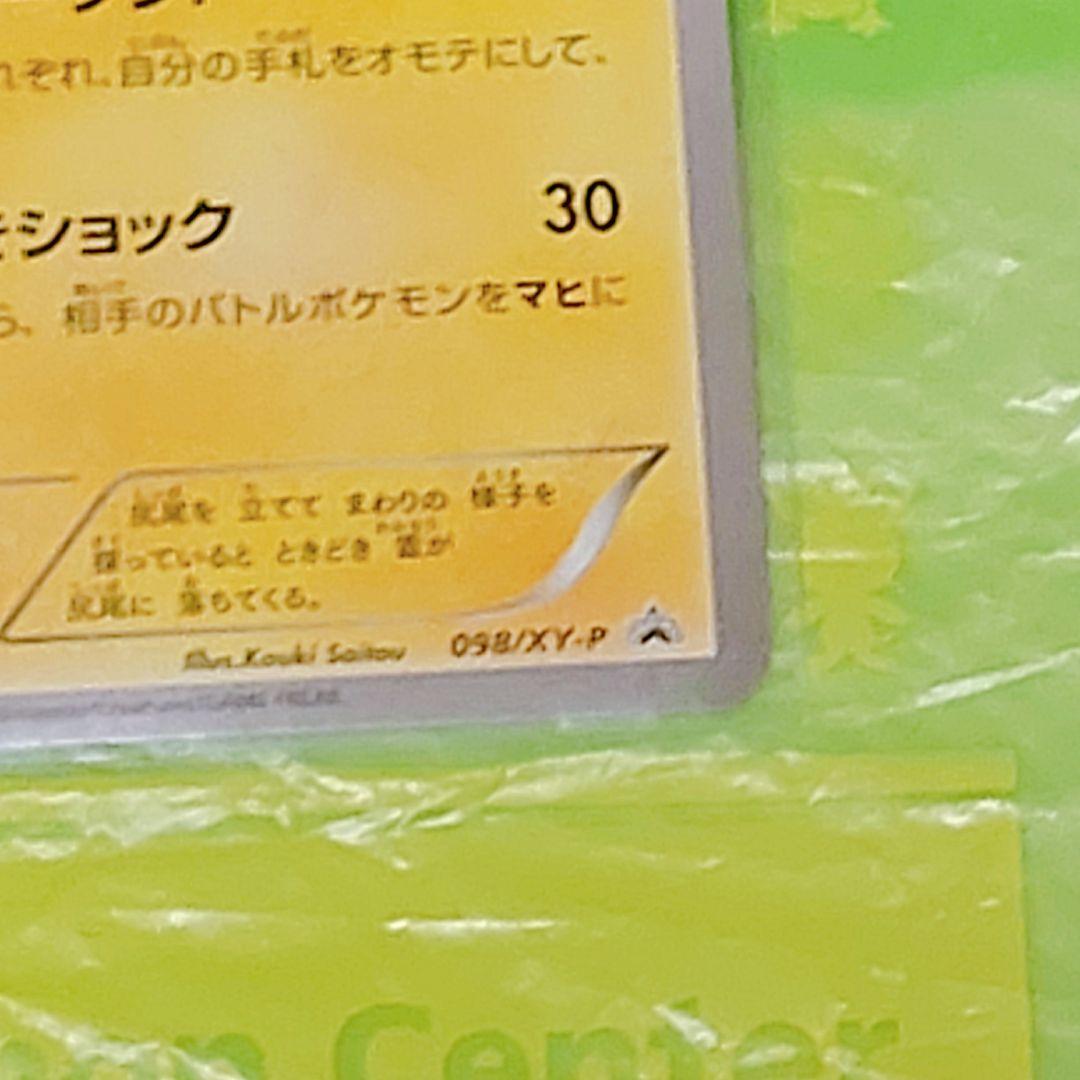 ぞれ、自分の手札をオモテにして、
ショック 30
ら、相手のバトルポケモンをマヒに
尻尾を 立てて まわりの 様子を
探っていると ときどき 雷が
尻尾に 落ちてくる。
Illus. Kouki Saitou 098/XY-P
Center